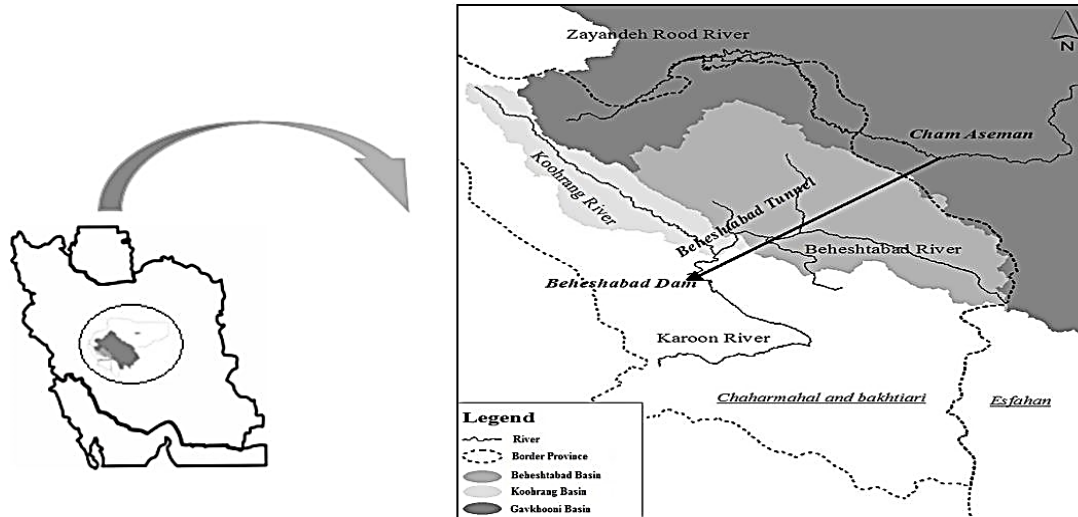 Zayandeh Rood River
N
Cham Aseman
Koohrang River
Beheshtabad Tunnel
Beheshtabad River
Beheshabad Dam
Karoon River
Chaharmahal and bakhtiari
Esfahan
Legend
River
Border Province
Beheshtabad Basin
Koohrang Basin
Gavkhooni Basin